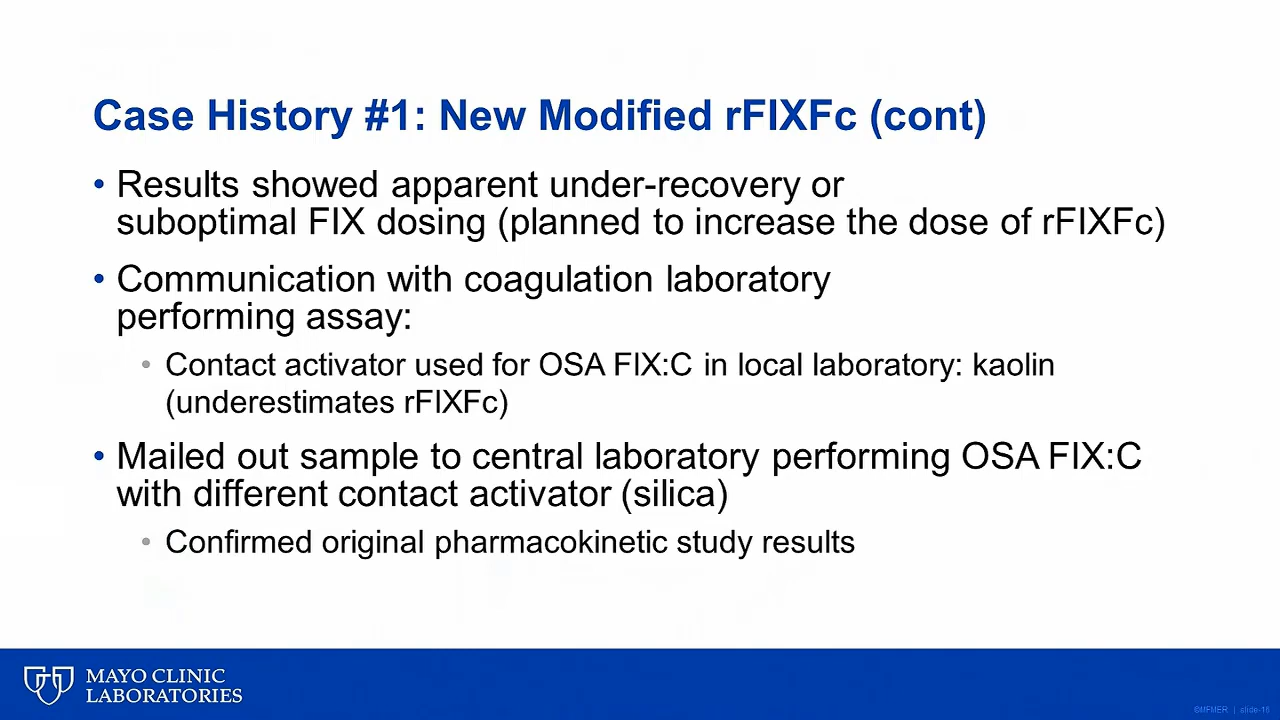 Case History #1: New Modified rFIXFc (cont)
• Results showed apparent under-recovery or
suboptimal FIX dosing (planned to increase the dose of rFIXFc)
• Communication with coagulation laboratory
performing assay:
• Contact activator used for OSA FIX:C in local laboratory: kaolin
(underestimates rFIXFc)
• Mailed out sample to central laboratory performing OSA FIX:C
with different contact activator (silica)
• Confirmed original pharmacokinetic study results
MAYO CLINIC
LABORATORIES
©MFMER | slide-16